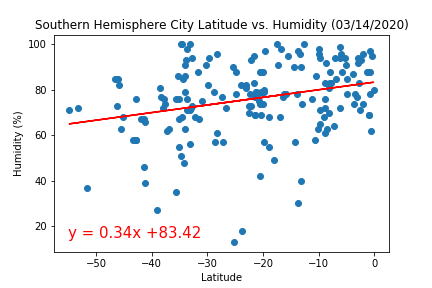 Southern Hemisphere City Latitude vs. Humidity (03/14/2020)
100
80
60
40
20
Humidity (%)
y = 0.34x +83.42
−50
−40
−30
−20
−10
0
Latitude